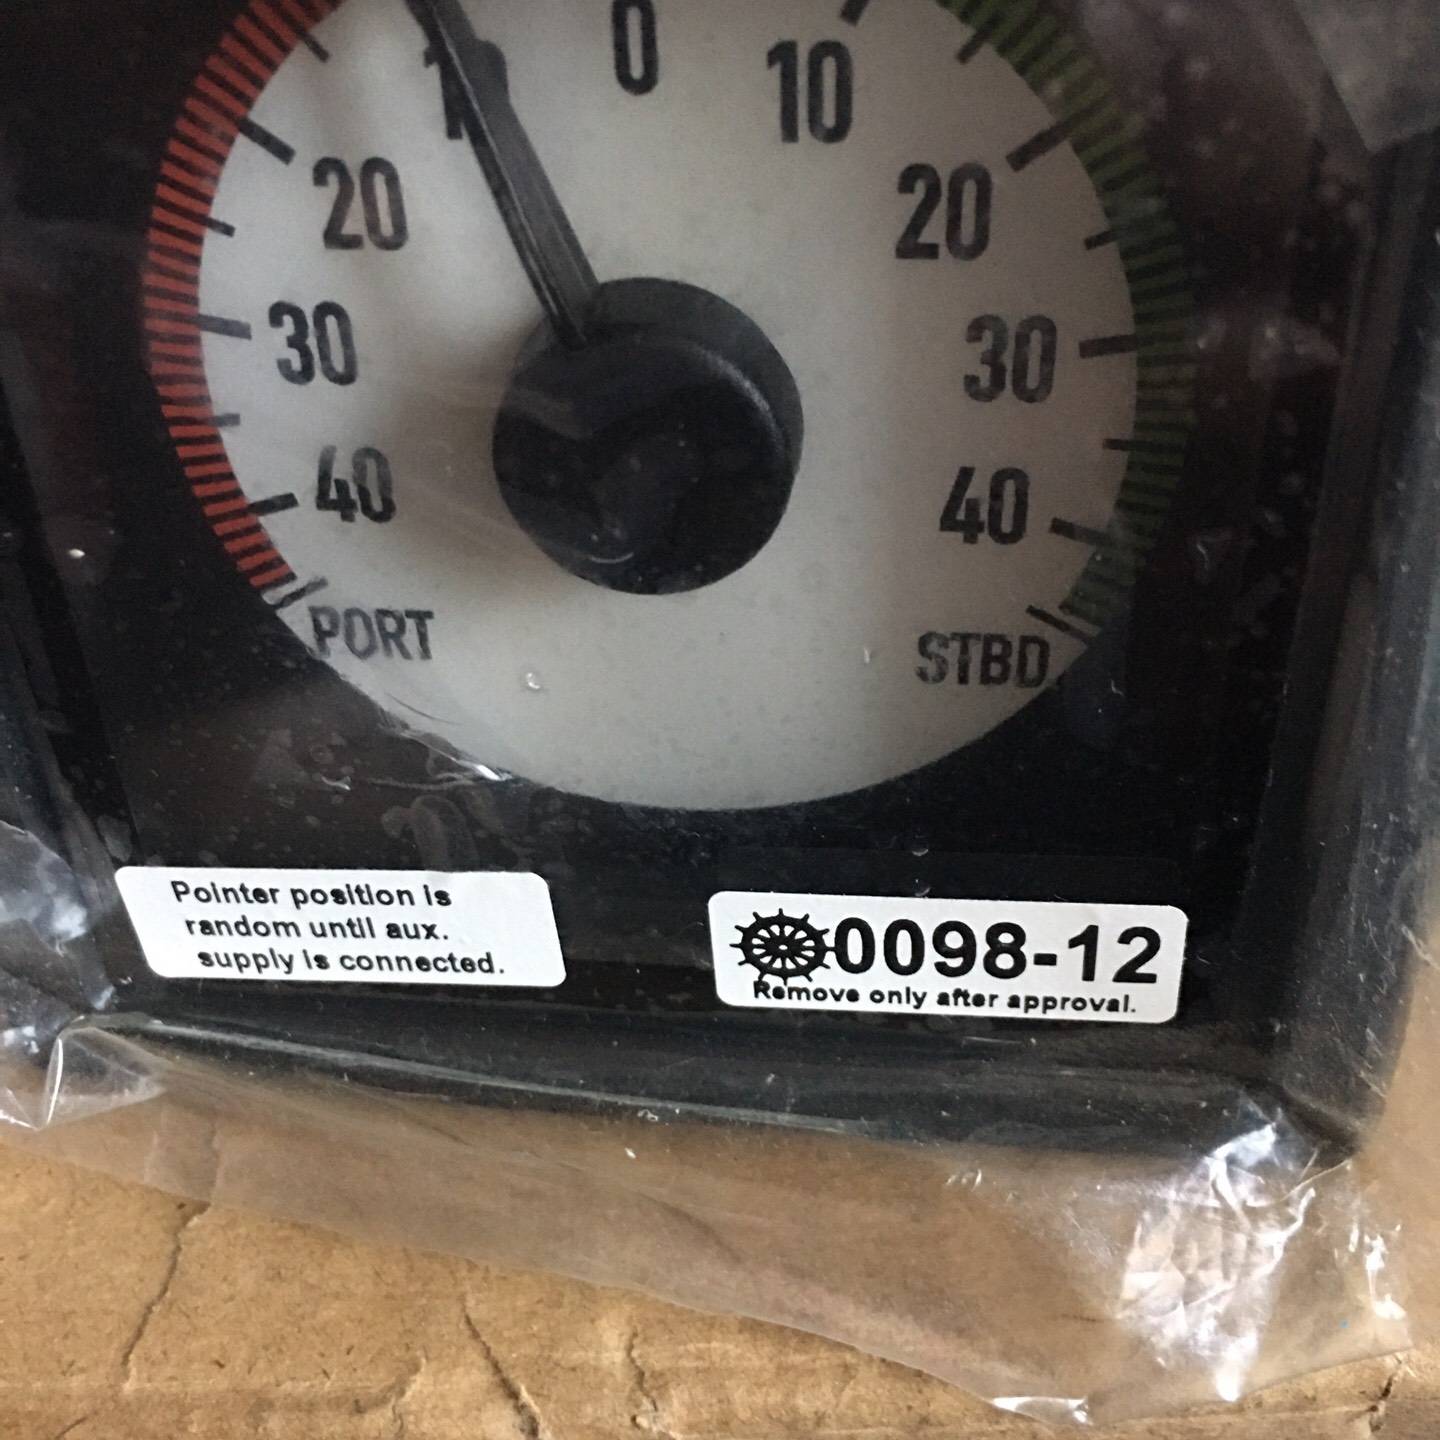 0
10
10
20
20
30
30
40
40
PORT
STBD.
Pointer position is
random until aux.
supply is connected.
0098-12
Remove only after approval.